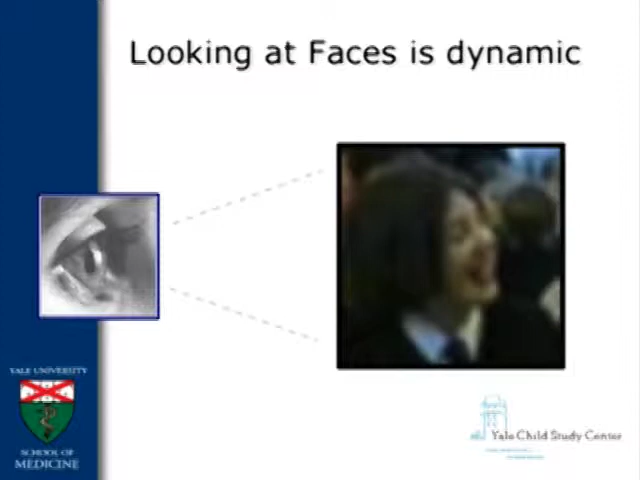 Looking at Faces is dynamic
YALE UNIVERSITY
SCHOOL OF
MEDICINE
Yale Child Study Center